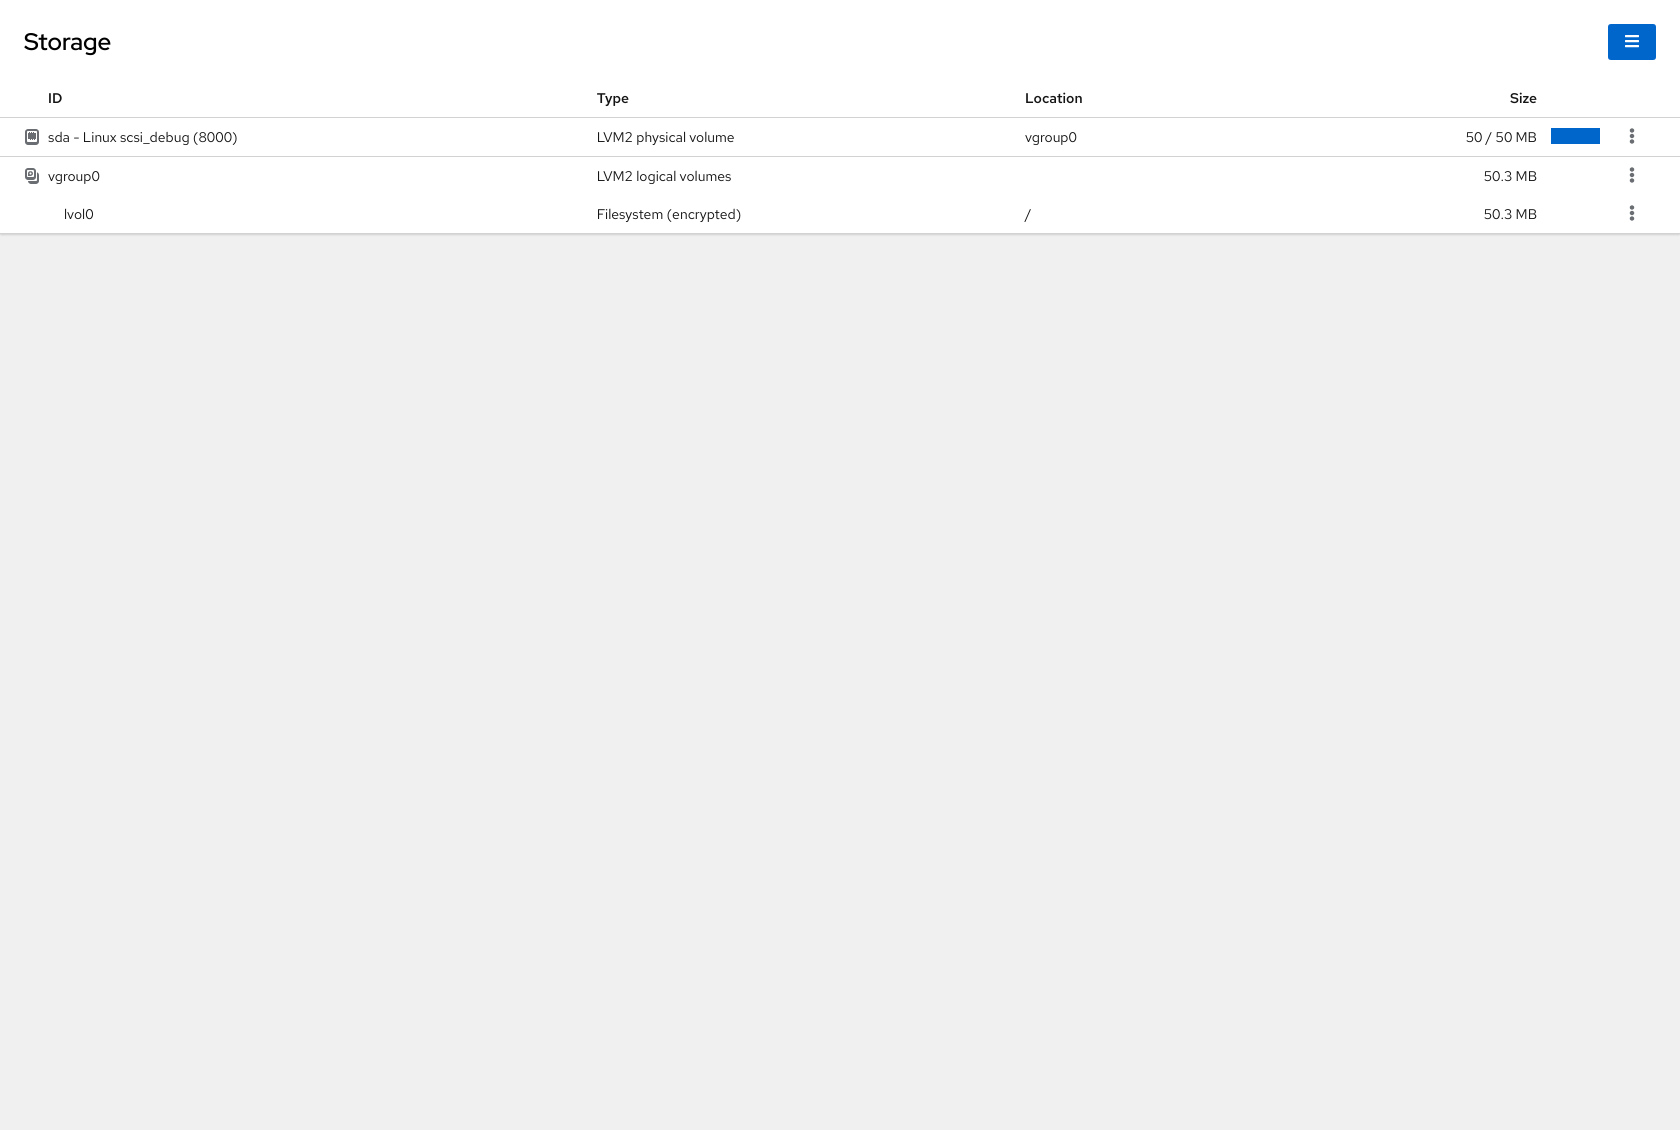 Storage
ID Type Location Size
sda - Linux scsi_debug (8000) LVM2 physical volume vgroup0 50 / 50 MB
vgroup0 LVM2 logical volumes 50.3 MB
lvol0 Filesystem (encrypted) / 50.3 MB